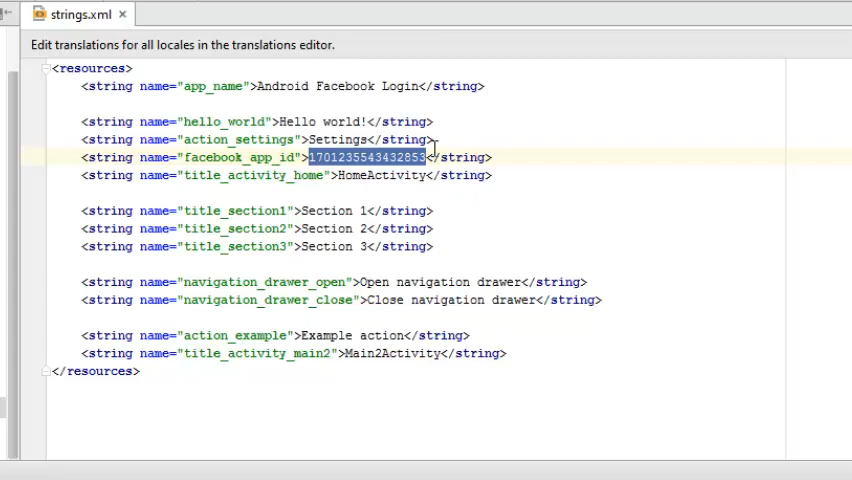 strings.xml
Edit translations for all locales in the translations editor.
<resources>
<string name="app_name">Android Facebook Login</string>
<string name="hello_world">Hello world!</string>
<string name="action_settings">Settings</string>
<string name="facebook_app_id">1701235543432853</string>
<string name="title_activity_home">HomeActivity</string>
<string name="title_section1">Section 1</string>
<string name="title_section2">Section 2</string>
<string name="title_section3">Section 3</string>
<string name="navigation_drawer_open">Open navigation drawer</string>
<string name="navigation_drawer_close">Close navigation drawer</string>
<string name="action_example">Example action</string>
<string name="title_activity_main2">Main2Activity</string>
</resources>